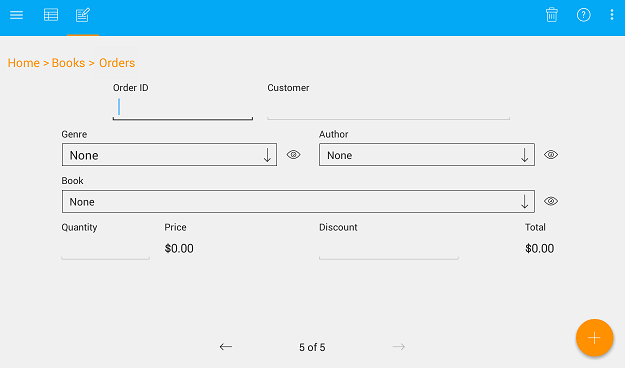 Home > Books > Orders
Order ID Customer
Genre Author
None None
Book
None
Quantity Price Discount Total
$0.00 $0.00
5 of 5